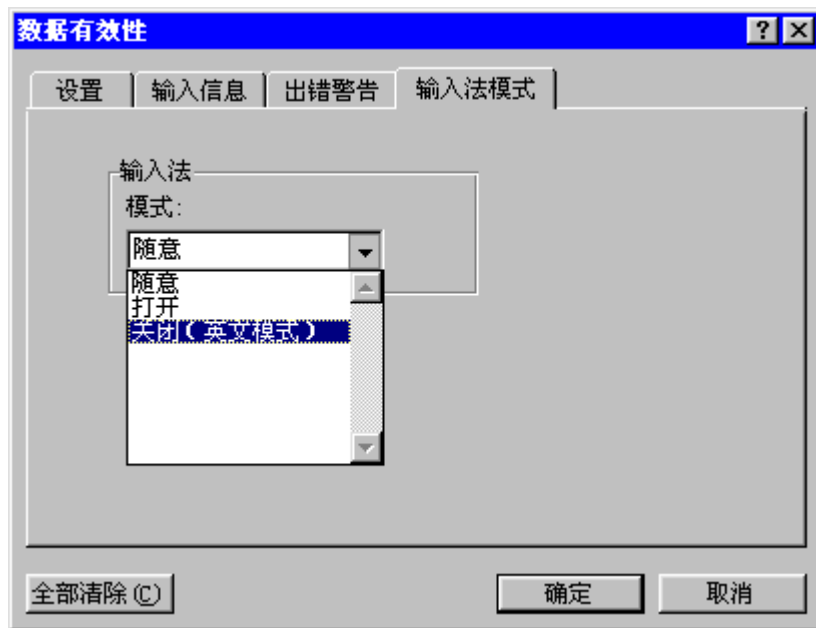 数据有效性
设置 输入信息 出错警告 输入法模式
输入法
模式:
随意
随意
打开
关闭(英文模式)
全部清除(C) 确定 取消